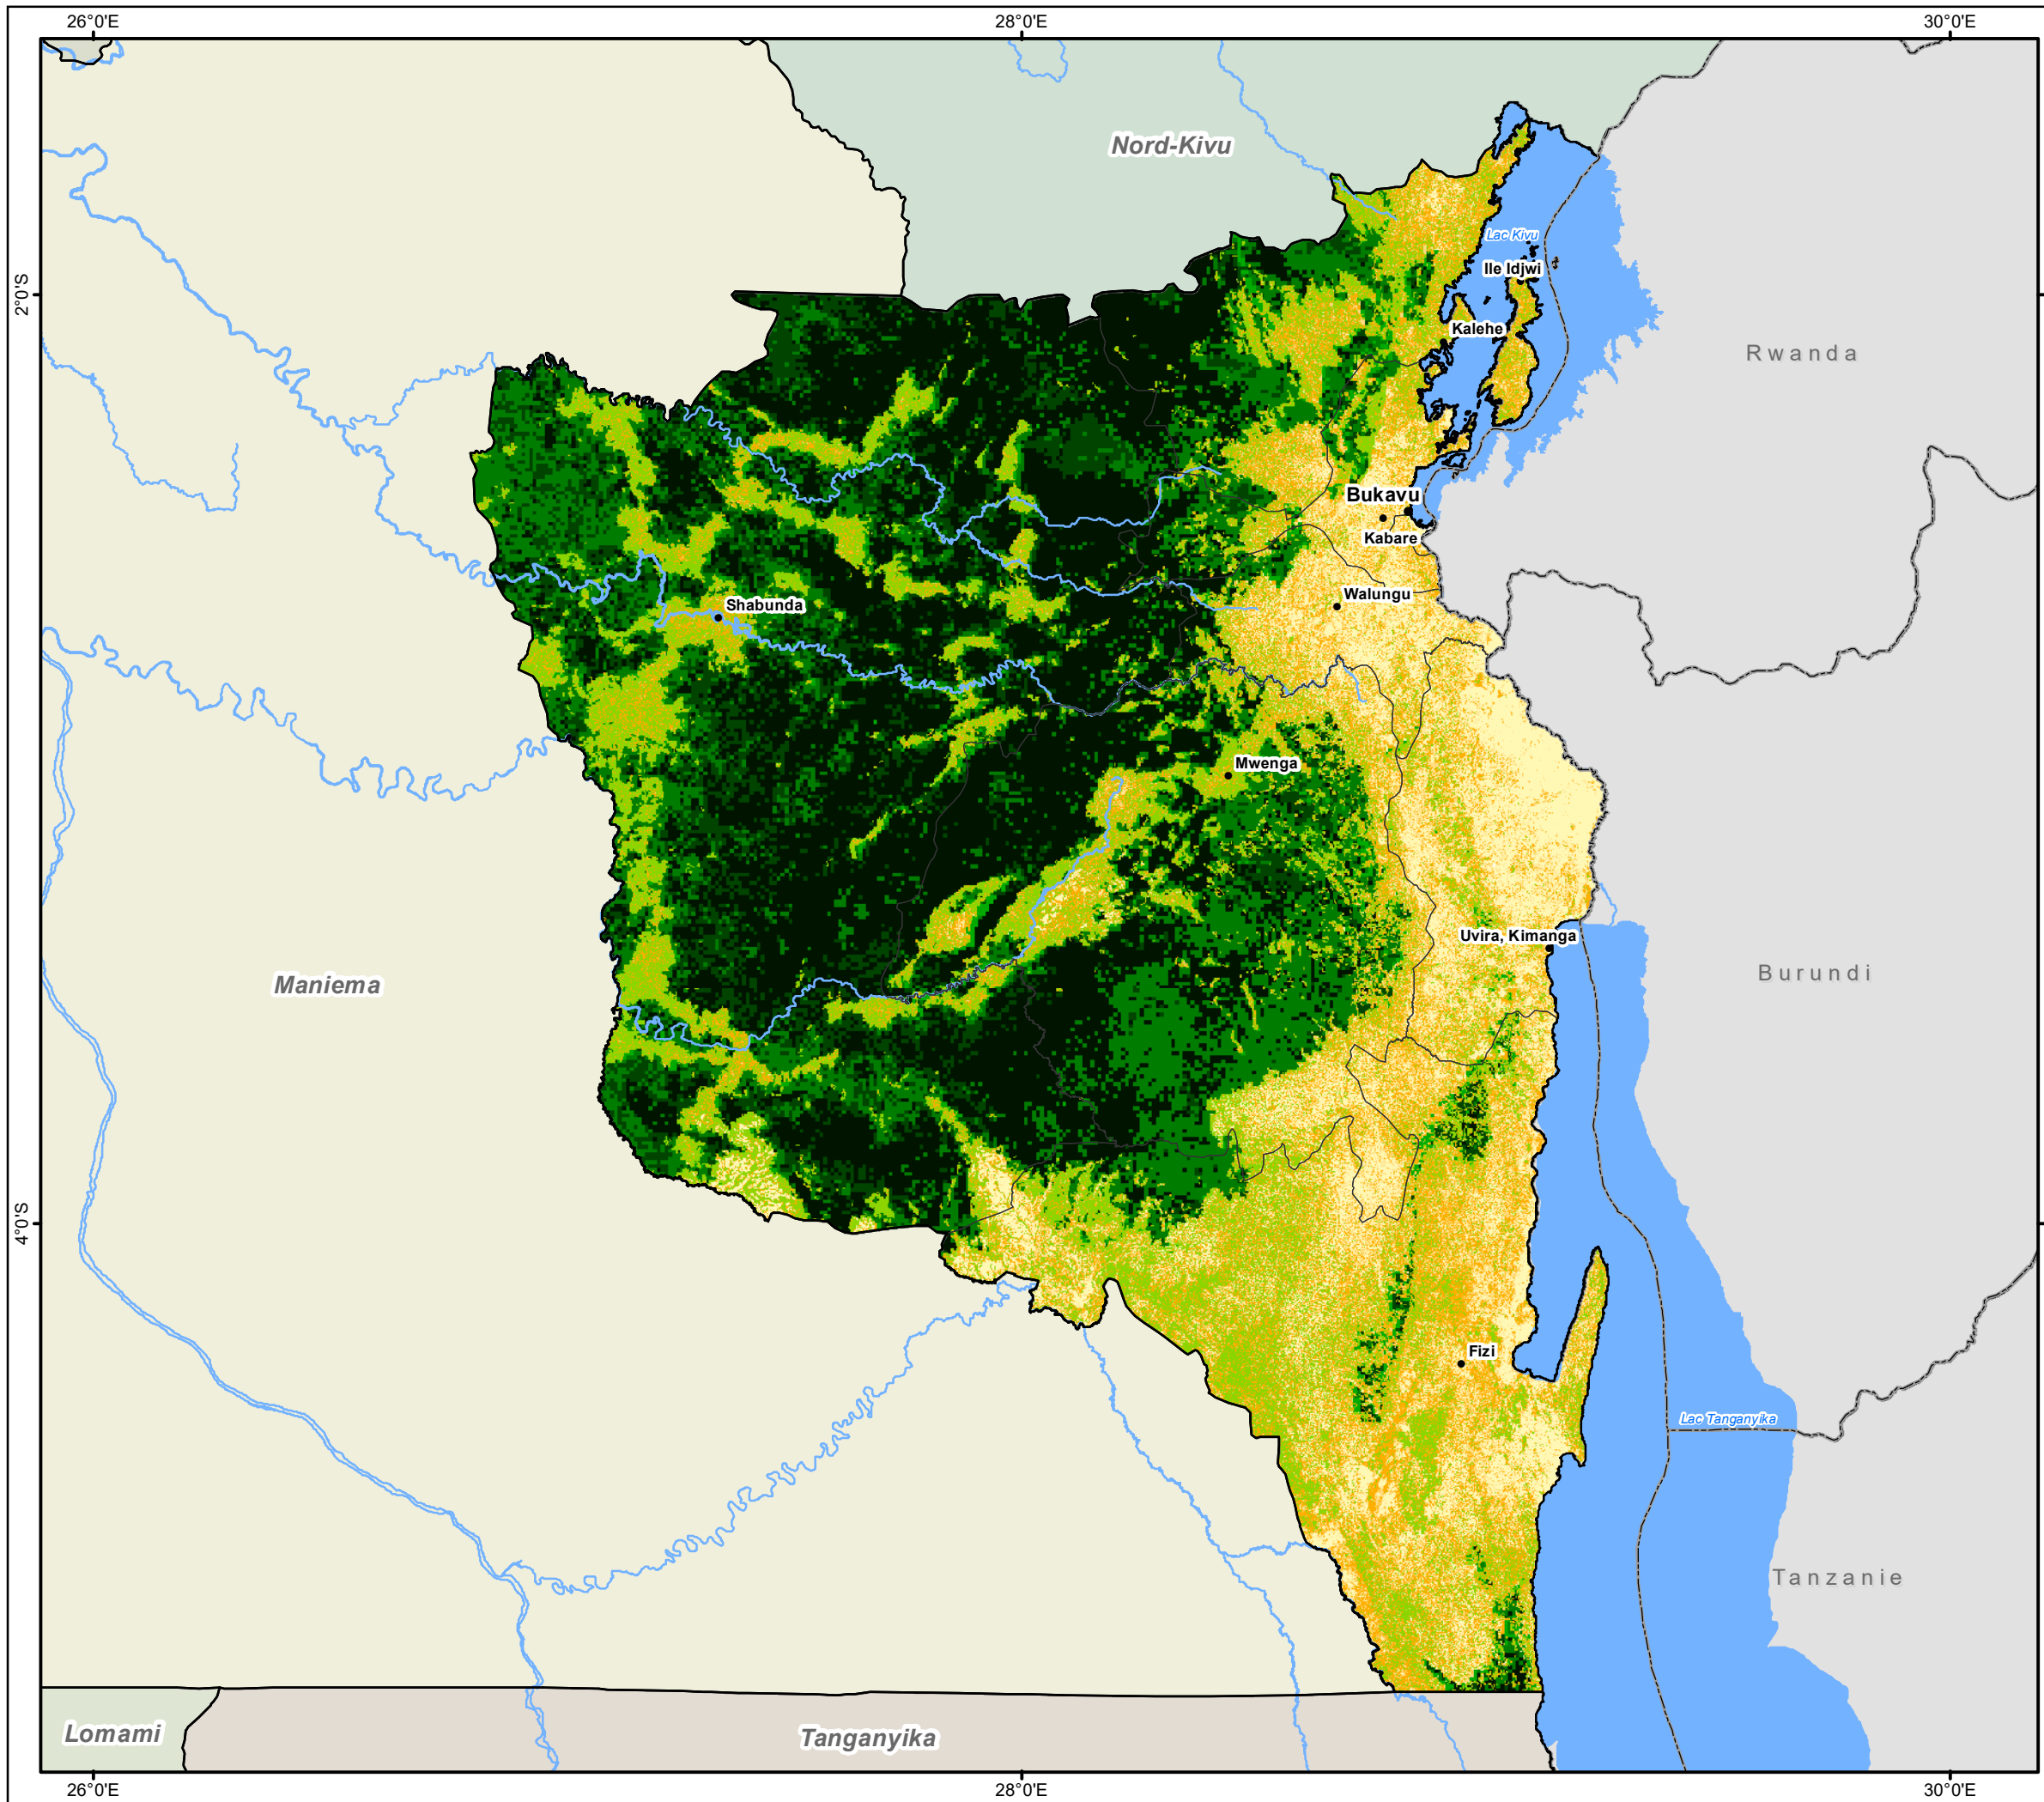 26°0'E
28°0'E
30°0'E
Nord-Kivu
Lac Kivu
Ile Idjwi
2°0'S
2°0'S
Kalehe
Rwanda
Bukavu
Kabare
Walungu
Shabunda
Mwenga
Uvira, Kimanga
Maniema
Burundi
4°0'S
Fizi
Lac Tanganyika
Tanzanie
Lomami
Tanganyika
26°0'E
28°0'E
30°0'E